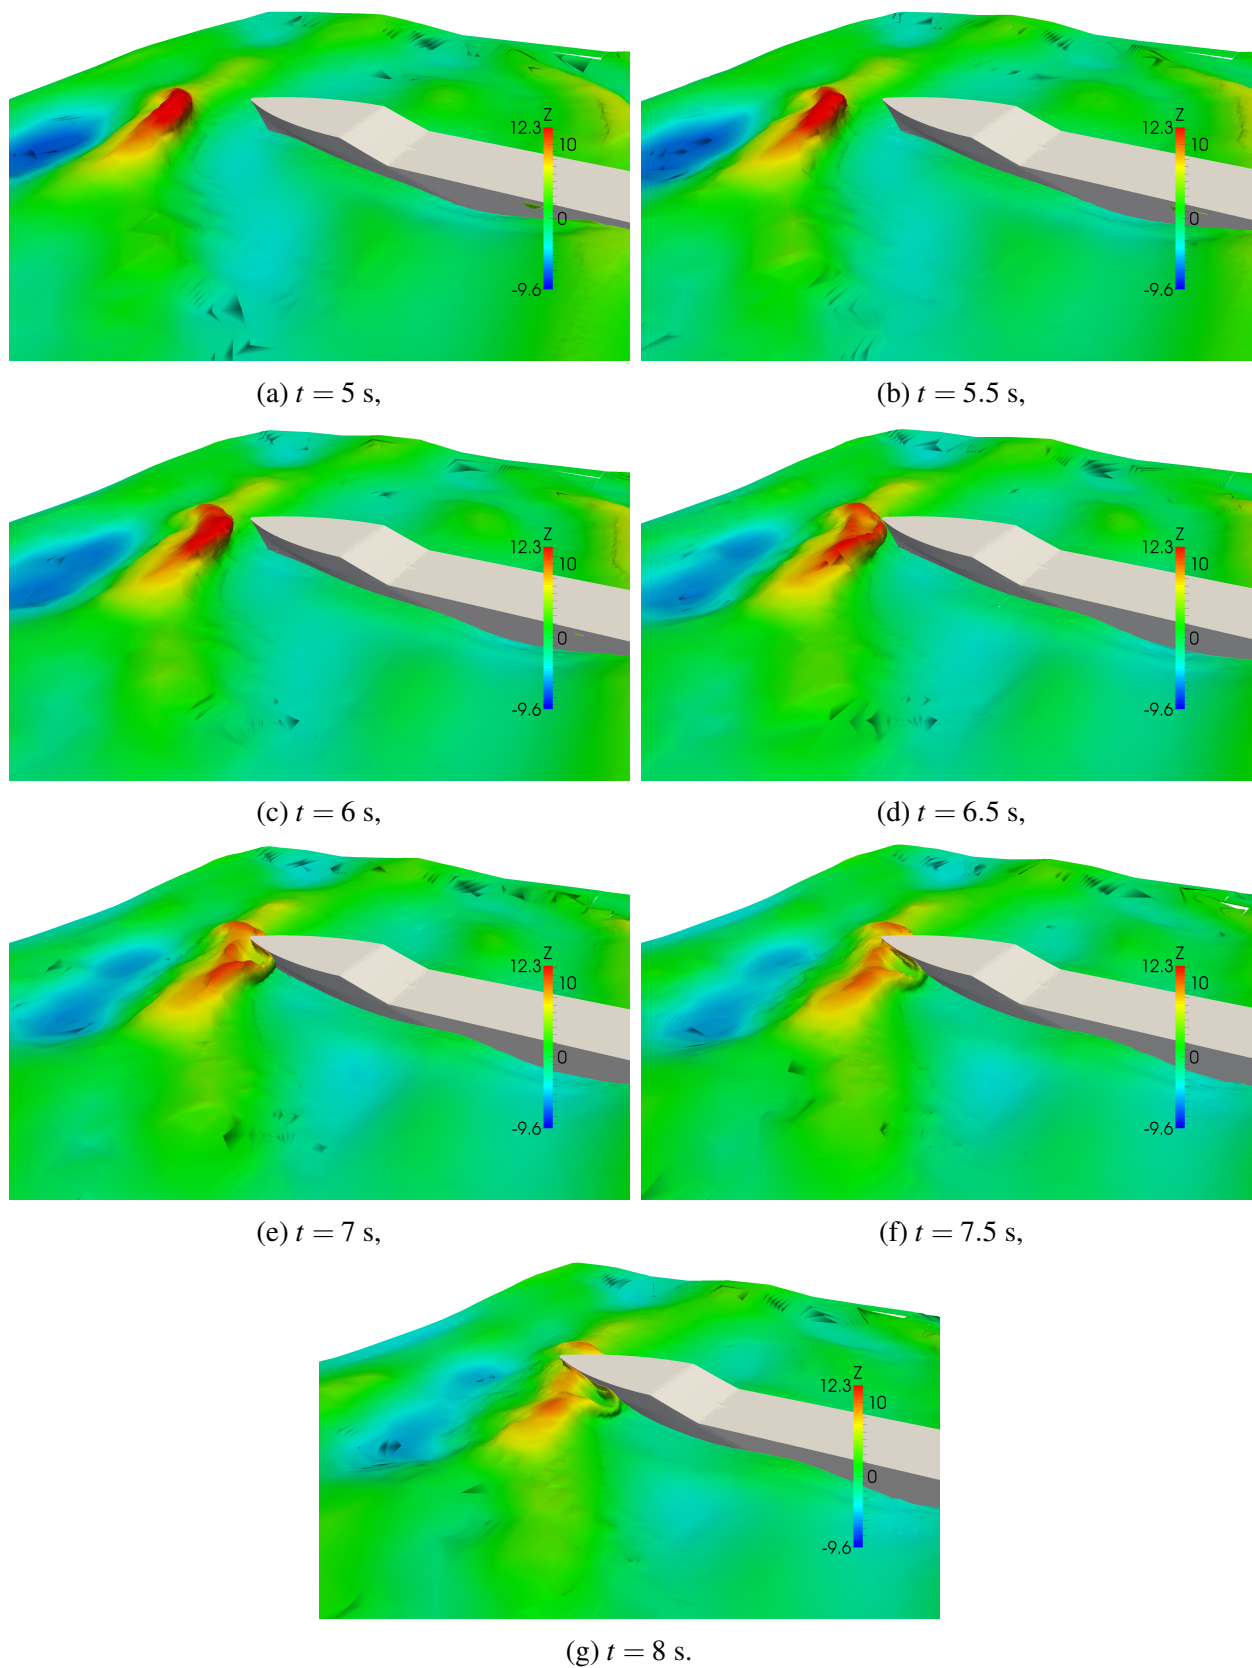 Z
12.3
10
0
-9.6
Z
12.3
10
0
-9.6
(a) t = 5 s,
(b) t = 5.5 s,
Z
12.3
10
0
-9.6
Z
12.3
10
0
-9.6
(c) t = 6 s,
(d) t = 6.5 s,
Z
12.3
10
0
-9.6
Z
12.3
10
0
-9.6
(e) t = 7 s,
(f) t = 7.5 s,
Z
12.3
10
0
-9.6
(g) t = 8 s.